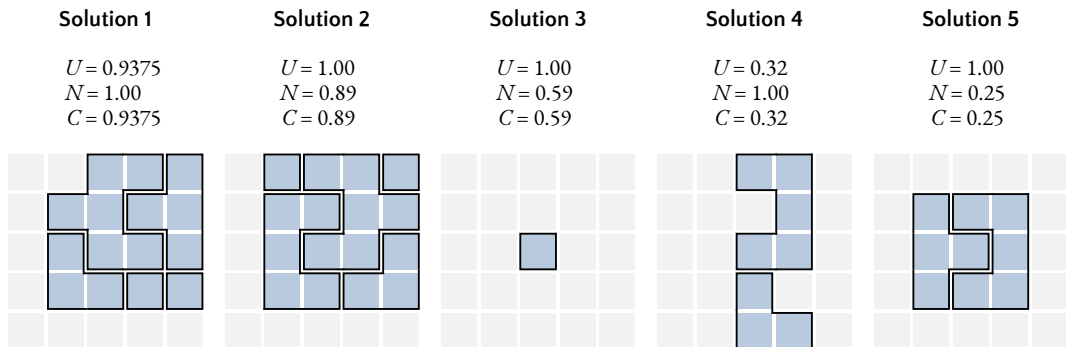 Solution 1
U = 0.9375
N = 1.00
C = 0.9375
Solution 2
U = 1.00
N = 0.89
C = 0.89
Solution 3
U = 1.00
N = 0.59
C = 0.59
Solution 4
U = 0.32
N = 1.00
C = 0.32
Solution 5
U = 1.00
N = 0.25
C = 0.25